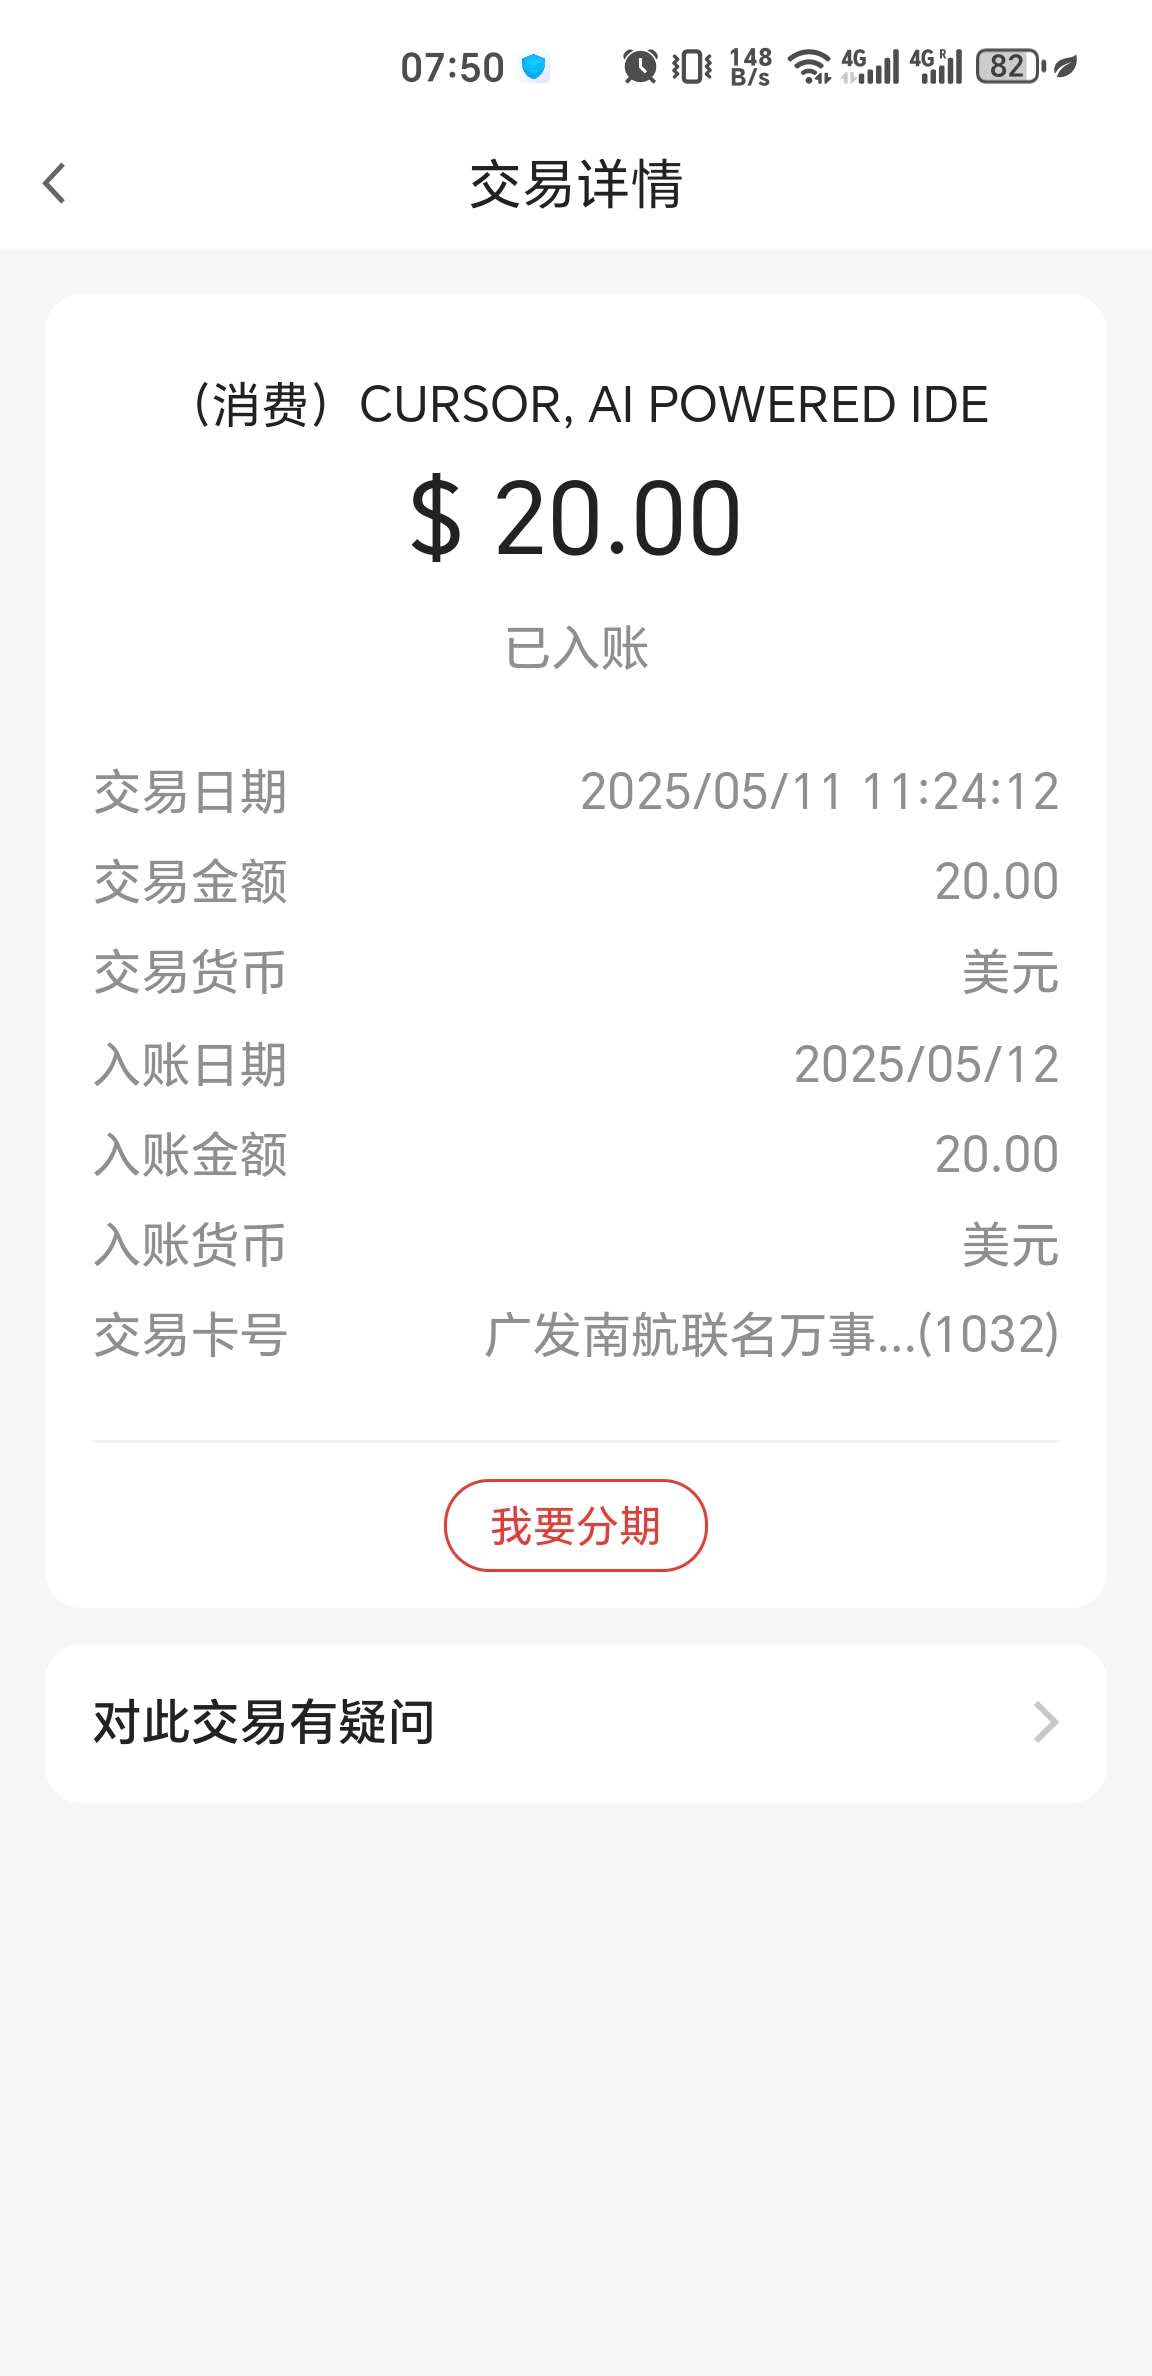 07:50 148 B/s 4G 4G R 82
交易详情
（消费）CURSOR, AI POWERED IDE
$ 20.00
已入账
交易日期 2025/05/11 11:24:12
交易金额 20.00
交易货币 美元
入账日期 2025/05/12
入账金额 20.00
入账货币 美元
交易卡号 广发南航联名万事...(1032)
我要分期
对此交易有疑问